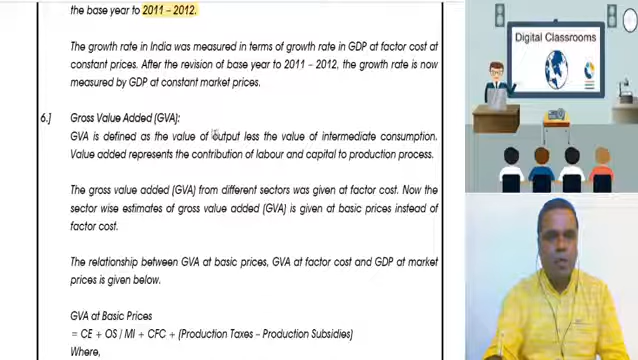 the base year to 2011 – 2012.
The growth rate in India was measured in terms of growth rate in GDP at factor cost at
constant prices. After the revision of base year to 2011 – 2012, the growth rate is now
measured by GDP at constant market prices.
6.] Gross Value Added (GVA):
GVA is defined as the value of output less the value of intermediate consumption.
Value added represents the contribution of labour and capital to production process.
The gross value added (GVA) from different sectors was given at factor cost. Now the
sector wise estimates of gross value added (GVA) is given at basic prices instead of
factor cost.
The relationship between GVA at basic prices, GVA at factor cost and GDP at market
prices is given below.
GVA at Basic Prices
= CE + OS / MI + CFC + (Production Taxes – Production Subsidies)
Where,
Digital Classrooms